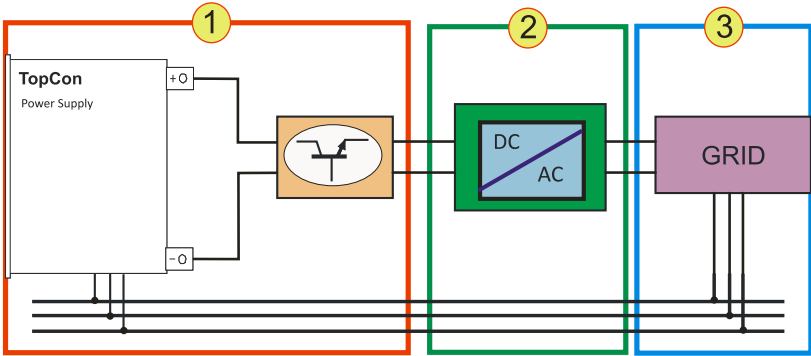 1
2
3
TopCon
Power Supply
+
-
DC
AC
GRID